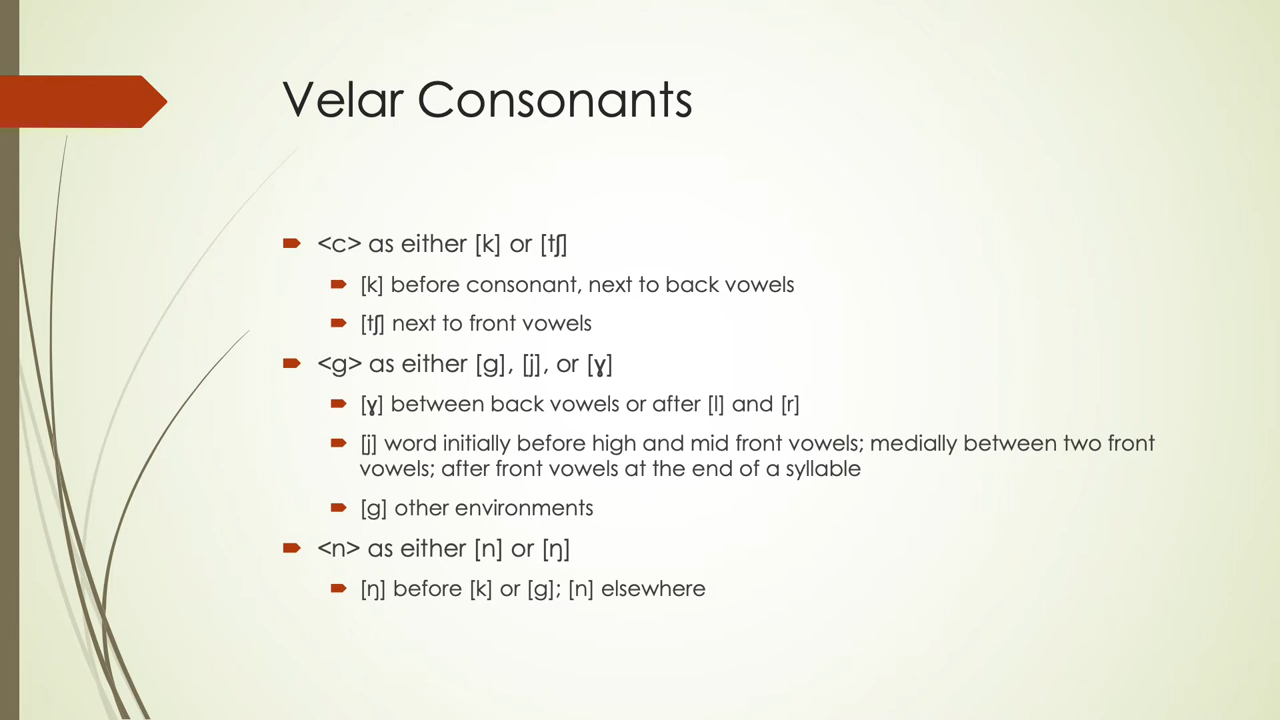 Velar Consonants
<c> as either [k] or [tʃ]
[k] before consonant, next to back vowels
[tʃ] next to front vowels
<g> as either [g], [j], or [ɣ]
[ɣ] between back vowels or after [l] and [r]
[j] word initially before high and mid front vowels; medially between two front
vowels; after front vowels at the end of a syllable
[g] other environments
<n> as either [n] or [ŋ]
[ŋ] before [k] or [g]; [n] elsewhere